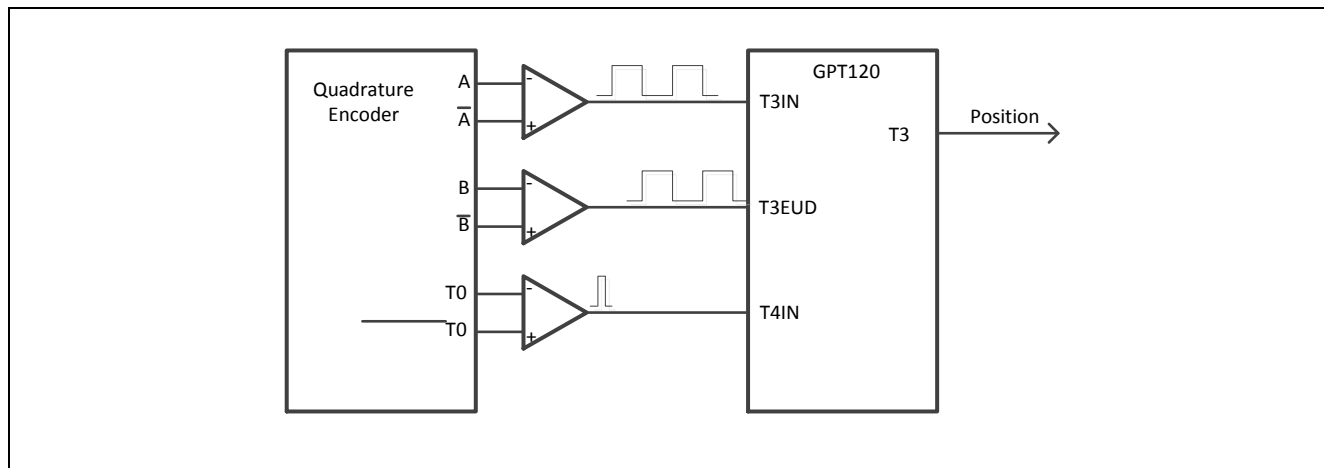 Quadrature
Encoder
A
-
A̅
+
B
-
B̅
+
T0
-
T0
+
GPT120
T3IN
T3EUD
T4IN
T3
Position